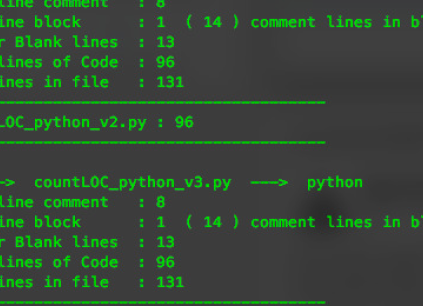 line comment : 8
ine block : 1 ( 14 ) comment lines in bl
r Blank lines : 13
lines of Code : 96
ines in file : 131
-----------------------------------
LOC_python_v2.py : 96
-----------------------------------
-> countLOC_python_v3.py ---> python
line comment : 8
ine block : 1 ( 14 ) comment lines in bl
r Blank lines : 13
lines of Code : 96
ines in file : 131
-----------------------------------